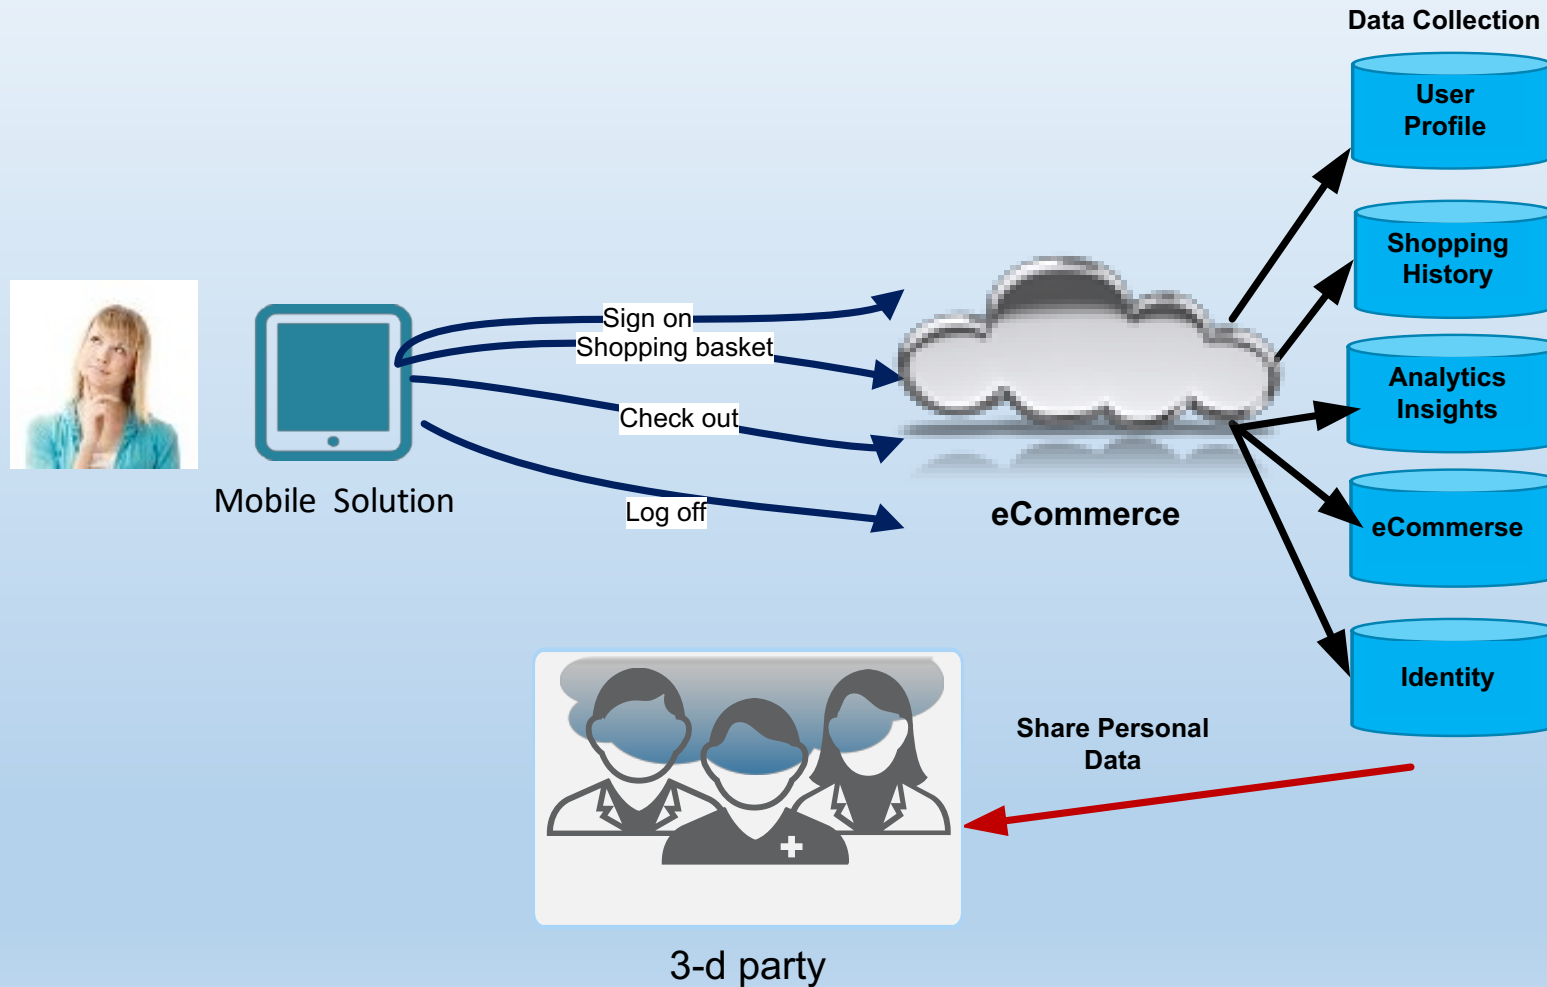 Data Collection
User
Profile
Shopping
History
Analytics
Insights
eCommerse
Identity
Sign on
Shopping basket
Check out
Log off
Mobile Solution
eCommerce
Share Personal
Data
3-d party